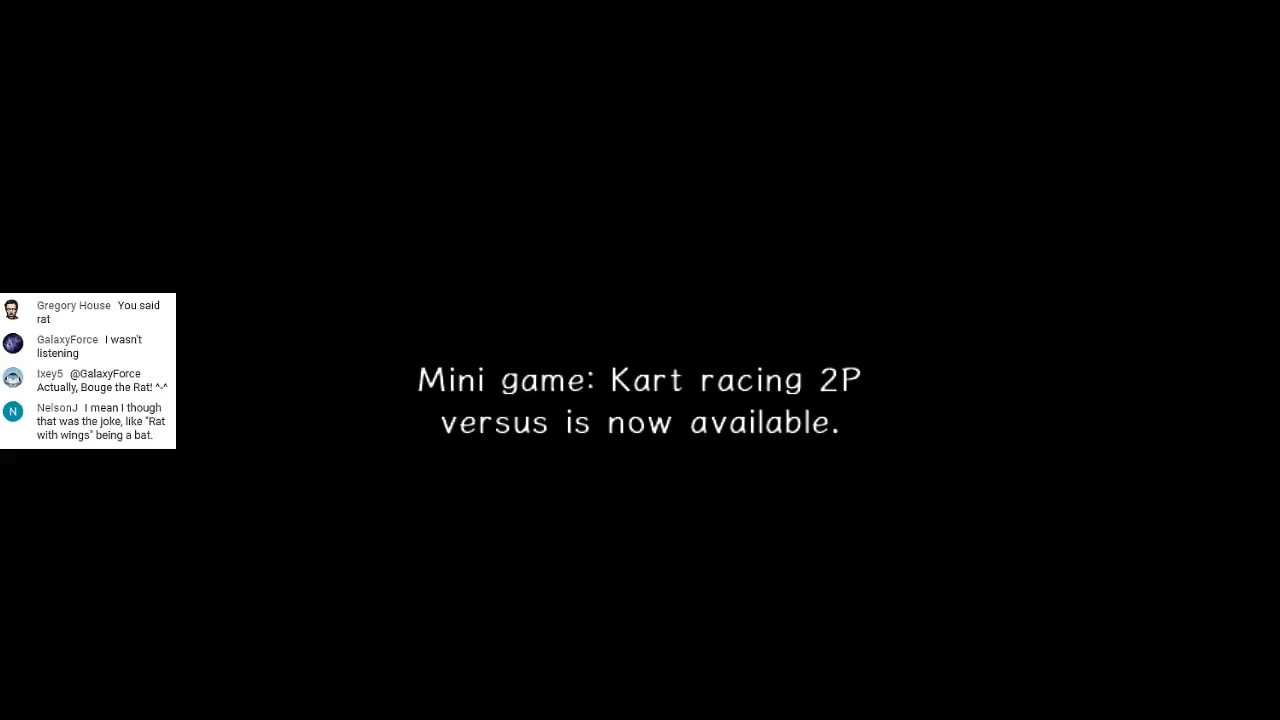 Gregory House You said
rat
GalaxyForce I wasn't
listening
Ixey5 @GalaxyForce
Actually, Bouge the Rat! ^-^
N NelsonJ I mean I though
that was the joke, like "Rat
with wings" being a bat.
Mini game: Kart racing 2P
versus is now available.